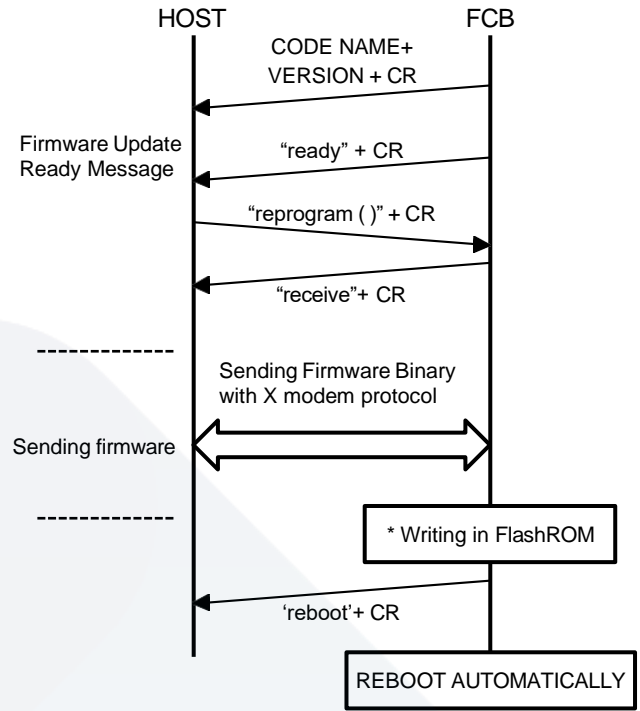 HOST
FCB
CODE NAME+
VERSION + CR
Firmware Update
Ready Message
“ready” + CR
“reprogram ( )” + CR
“receive”+ CR
Sending Firmware Binary
with X modem protocol
Sending firmware
* Writing in FlashROM
‘reboot’+ CR
REBOOT AUTOMATICALLY